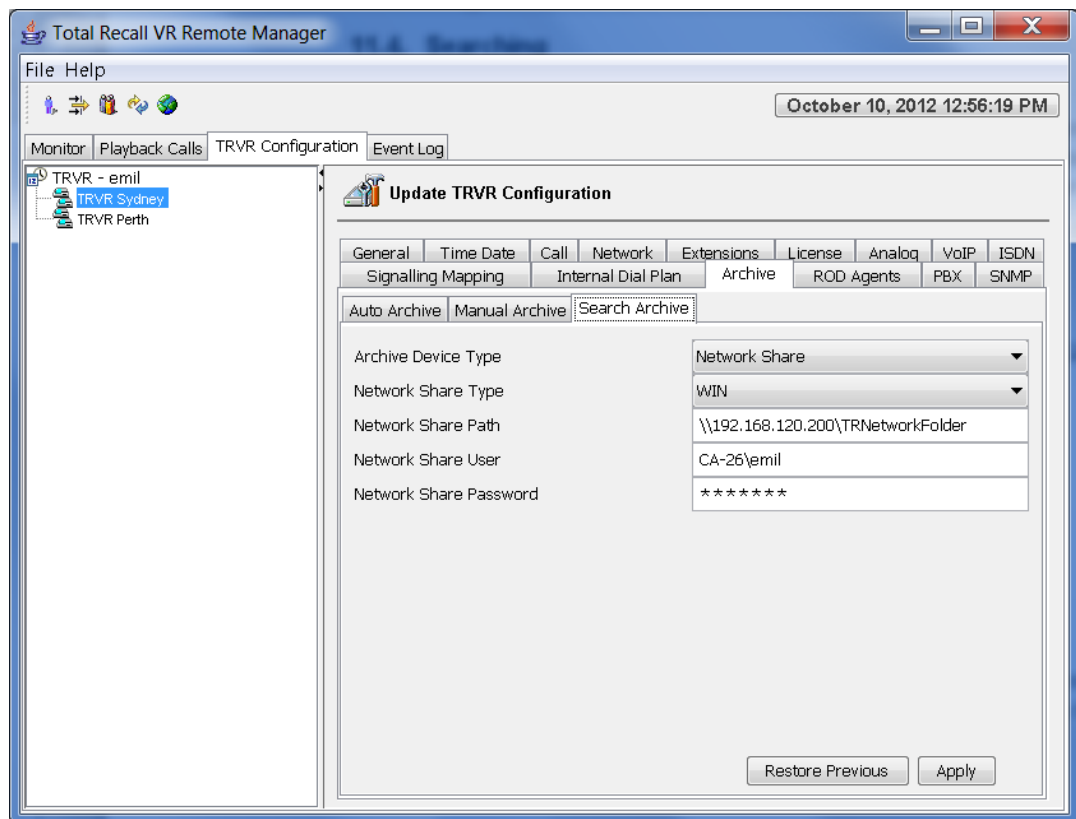 Total Recall VR Remote Manager
11.4. Searching
File Help
October 10, 2012 12:56:19 PM
Monitor Playback Calls TRVR Configuration Event Log
TRVR - emil
TRVR Sydney
TRVR Perth
Update TRVR Configuration
General Time Date Call Network Extensions License Analog VoIP ISDN
Signalling Mapping Internal Dial Plan Archive ROD Agents PBX SNMP
Auto Archive Manual Archive Search Archive
Archive Device Type Network Share
Network Share Type WIN
Network Share Path \\192.168.120.200\TRNetworkFolder
Network Share User CA-26\emil
Network Share Password *******
Restore Previous Apply